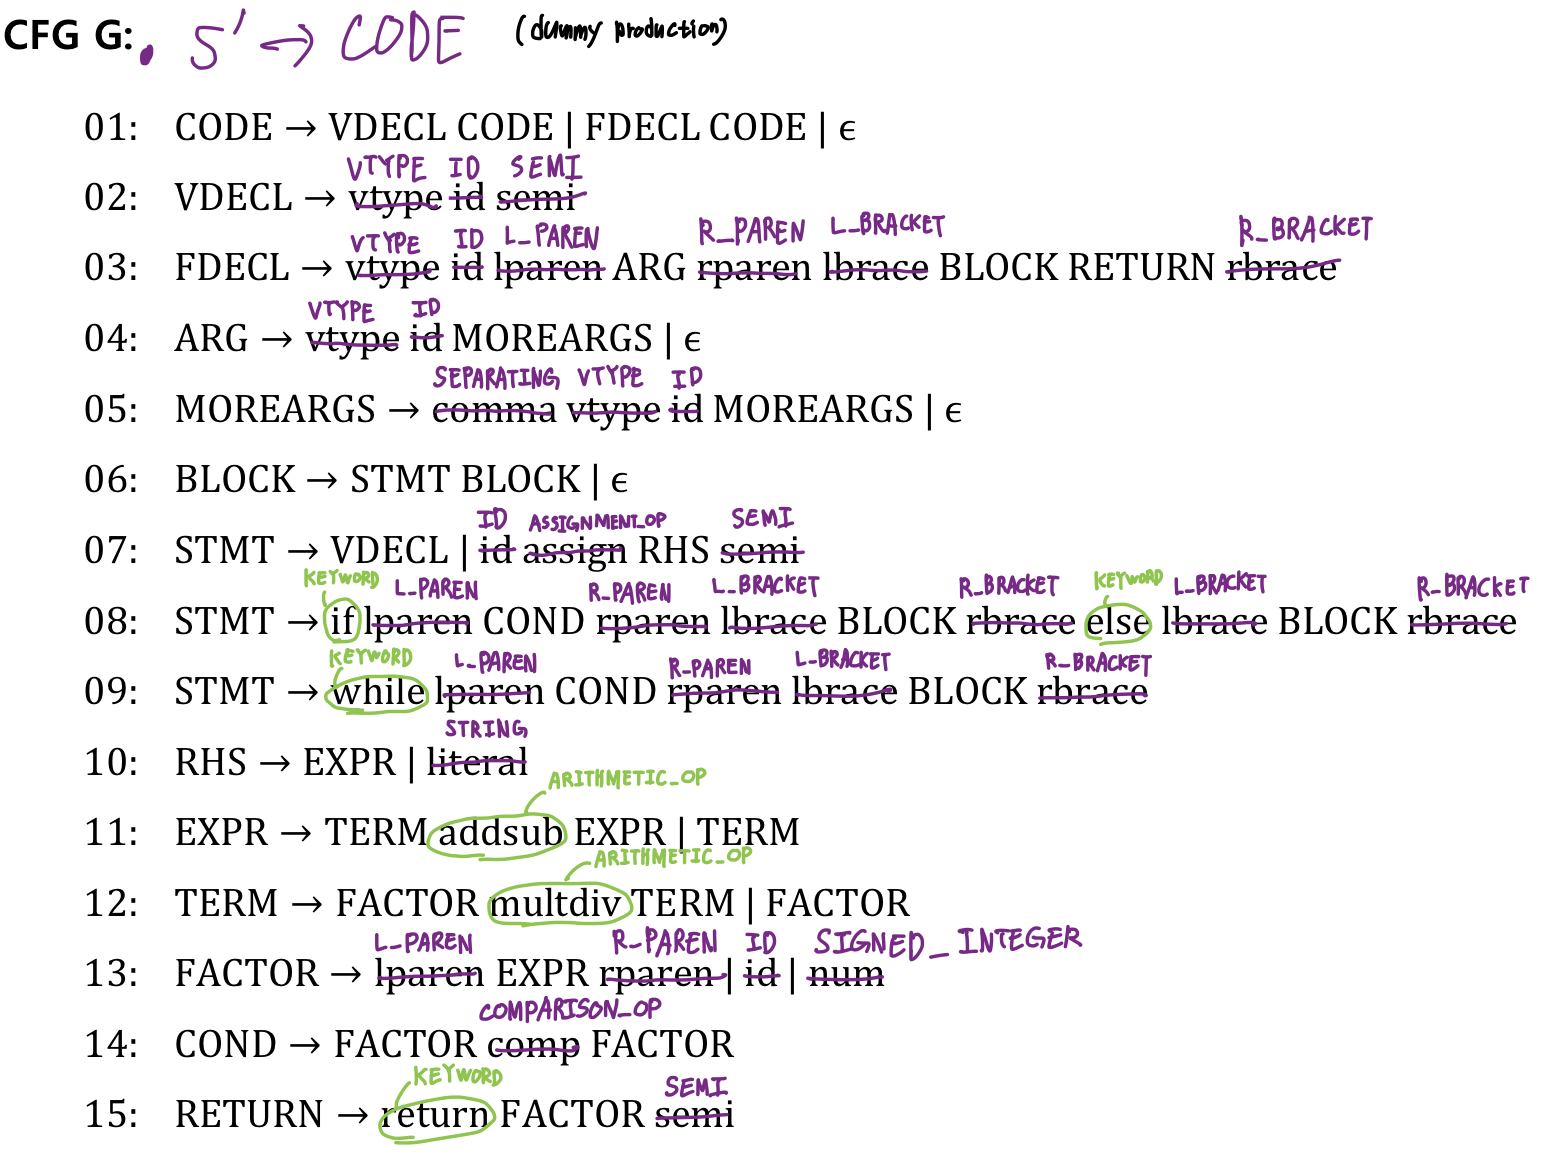 CFG G: . S' → CODE (dummy production)
01: CODE → VDECL CODE | FDECL CODE | ϵ
VTYPE ID SEMI
02: VDECL → vtype id semi
VTYPE ID L_PAREN R_PAREN L_BRACKET R_BRACKET
03: FDECL → vtype id lparen ARG rparen lbrace BLOCK RETURN rbrace
VTYPE ID
04: ARG → vtype id MOREARGS | ϵ
SEPARATING VTYPE ID
05: MOREARGS → comma vtype id MOREARGS | ϵ
06: BLOCK → STMT BLOCK | ϵ
ID ASSIGNMENT_OP SEMI
07: STMT → VDECL | id assign RHS semi
KEYWORD L_PAREN R_PAREN L_BRACKET R_BRACKET KEYWORD L_BRACKET R_BRACKET
08: STMT → if lparen COND rparen lbrace BLOCK rbrace else lbrace BLOCK rbrace
KEYWORD L_PAREN R_PAREN L_BRACKET R_BRACKET
09: STMT → while lparen COND rparen lbrace BLOCK rbrace
STRING
10: RHS → EXPR | literal
ARITHMETIC_OP
11: EXPR → TERM addsub EXPR | TERM
ARITHMETIC_OP
12: TERM → FACTOR multdiv TERM | FACTOR
L_PAREN R_PAREN ID SIGNED_INTEGER
13: FACTOR → lparen EXPR rparen | id | num
COMPARISON_OP
14: COND → FACTOR comp FACTOR
KEYWORD SEMI
15: RETURN → return FACTOR semi